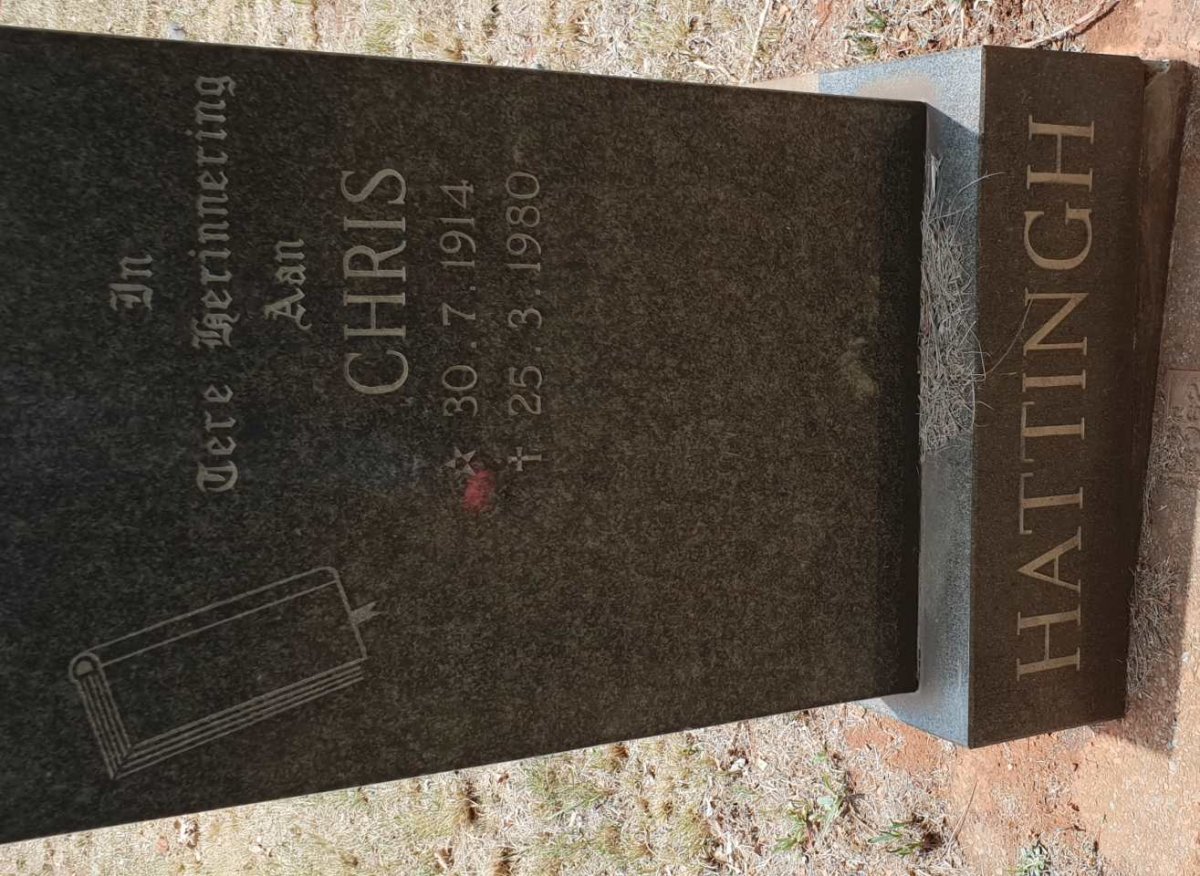 In
Tere Herinnering
Aan
CHRIS
☆ 30.7.1914
† 25.3.1980
HATTINGH